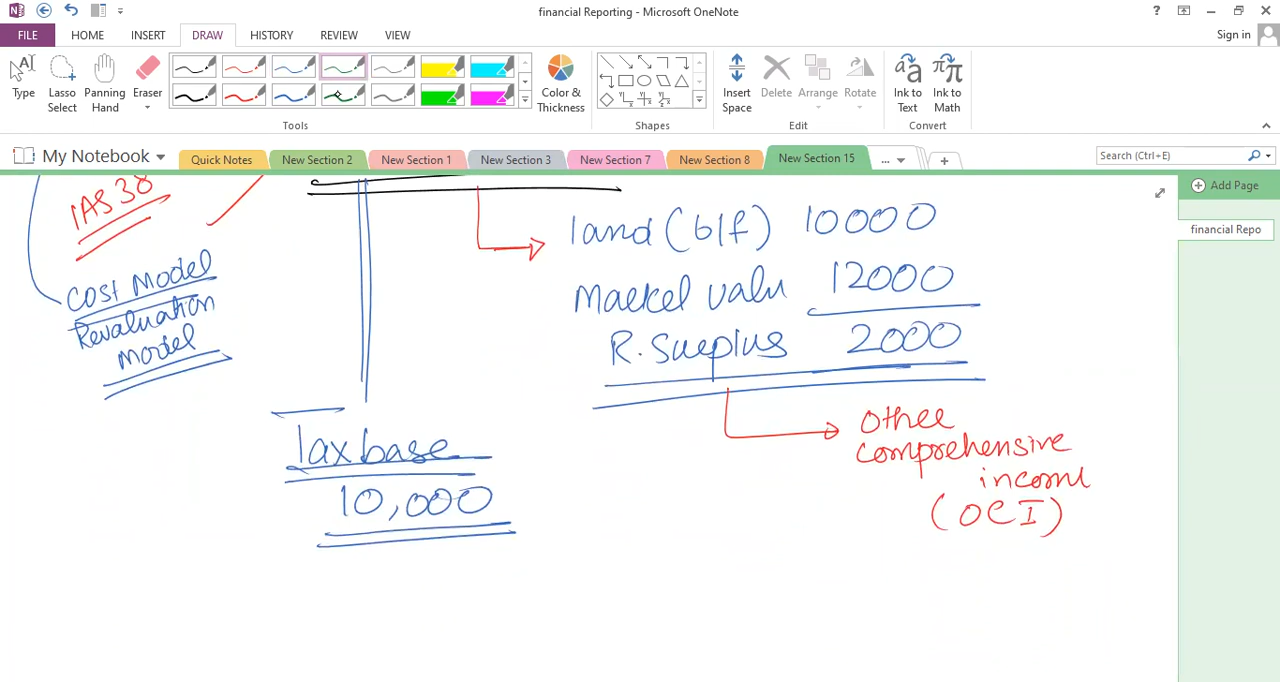 financial Reporting - Microsoft OneNote
?
Sign in
FILE
HOME
INSERT
DRAW
HISTORY
REVIEW
VIEW
Type
Lasso Select
Panning Hand
Eraser
Color & Thickness
Insert Space
Delete
Arrange
Rotate
Ink to Text
Ink to Math
Tools
Shapes
Edit
Convert
My Notebook
Quick Notes
New Section 2
New Section 1
New Section 3
New Section 7
New Section 8
New Section 15
...
Search (Ctrl+E)
Add Page
financial Repo
IAS 38
Cost Model
Revaluation
Model
land (b/f) 10000
Market valu 12000
R. Surplus 2000
Other
comprehensive
income
(OCI)
Tax base
10,000